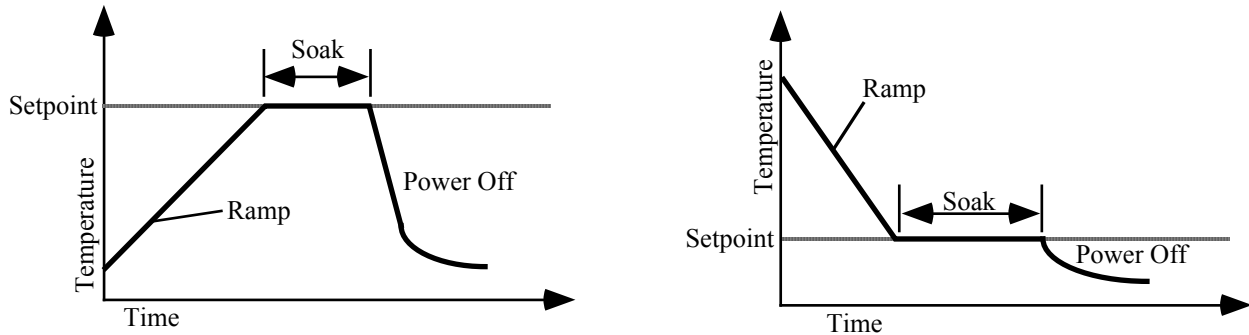 Soak
Setpoint
Ramp
Power Off
Temperature
Time
Ramp
Temperature
Soak
Setpoint
Power Off
Time